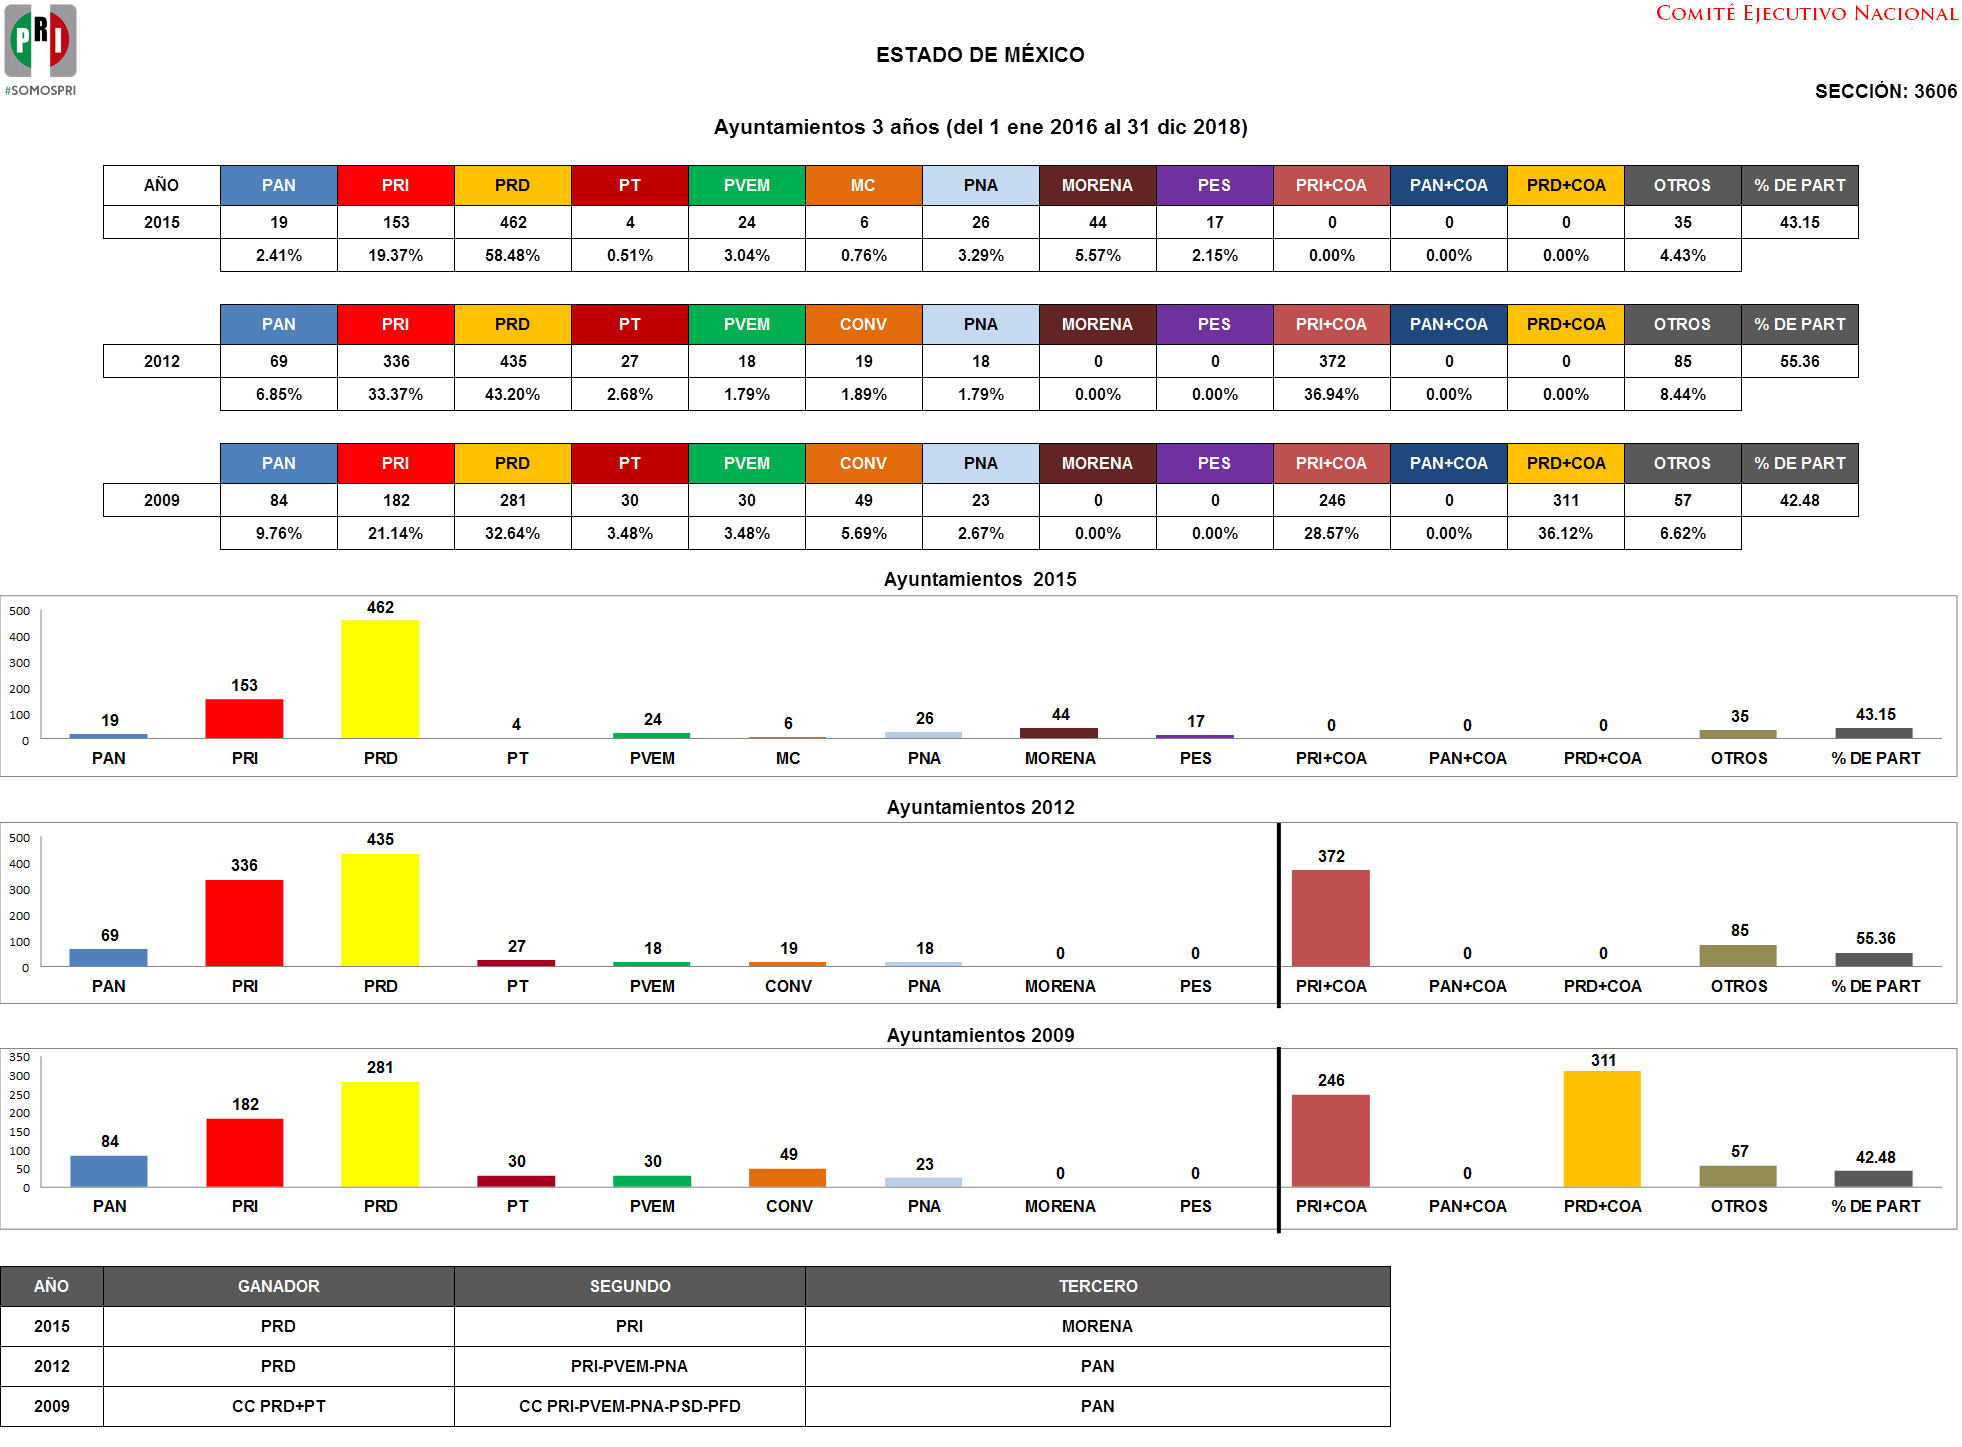 PRI
#SOMOSPRI
COMITÉ EJECUTIVO NACIONAL
ESTADO DE MÉXICO
SECCIÓN: 3606
Ayuntamientos 3 años (del 1 ene 2016 al 31 dic 2018)
AÑO PAN PRI PRD PT PVEM MC PNA MORENA PES PRI+COA PAN+COA PRD+COA OTROS % DE PART
2015 19 153 462 4 24 6 26 44 17 0 0 0 35 43.15
2.41% 19.37% 58.48% 0.51% 3.04% 0.76% 3.29% 5.57% 2.15% 0.00% 0.00% 0.00% 4.43%
PAN PRI PRD PT PVEM CONV PNA MORENA PES PRI+COA PAN+COA PRD+COA OTROS % DE PART
2012 69 336 435 27 18 19 18 0 0 372 0 0 85 55.36
6.85% 33.37% 43.20% 2.68% 1.79% 1.89% 1.79% 0.00% 0.00% 36.94% 0.00% 0.00% 8.44%
PAN PRI PRD PT PVEM CONV PNA MORENA PES PRI+COA PAN+COA PRD+COA OTROS % DE PART
2009 84 182 281 30 30 49 23 0 0 246 0 311 57 42.48
9.76% 21.14% 32.64% 3.48% 3.48% 5.69% 2.67% 0.00% 0.00% 28.57% 0.00% 36.12% 6.62%
Ayuntamientos 2015
500
400
300
200
100
0
19 153 462 4 24 6 26 44 17 0 0 0 35 43.15
PAN PRI PRD PT PVEM MC PNA MORENA PES PRI+COA PAN+COA PRD+COA OTROS % DE PART
Ayuntamientos 2012
500
400
300
200
100
0
69 336 435 27 18 19 18 0 0 372 0 0 85 55.36
PAN PRI PRD PT PVEM CONV PNA MORENA PES PRI+COA PAN+COA PRD+COA OTROS % DE PART
Ayuntamientos 2009
350
300
250
200
150
100
50
0
84 182 281 30 30 49 23 0 0 246 0 311 57 42.48
PAN PRI PRD PT PVEM CONV PNA MORENA PES PRI+COA PAN+COA PRD+COA OTROS % DE PART
AÑO GANADOR SEGUNDO TERCERO
2015 PRD PRI MORENA
2012 PRD PRI-PVEM-PNA PAN
2009 CC PRD+PT CC PRI-PVEM-PNA-PSD-PFD PAN